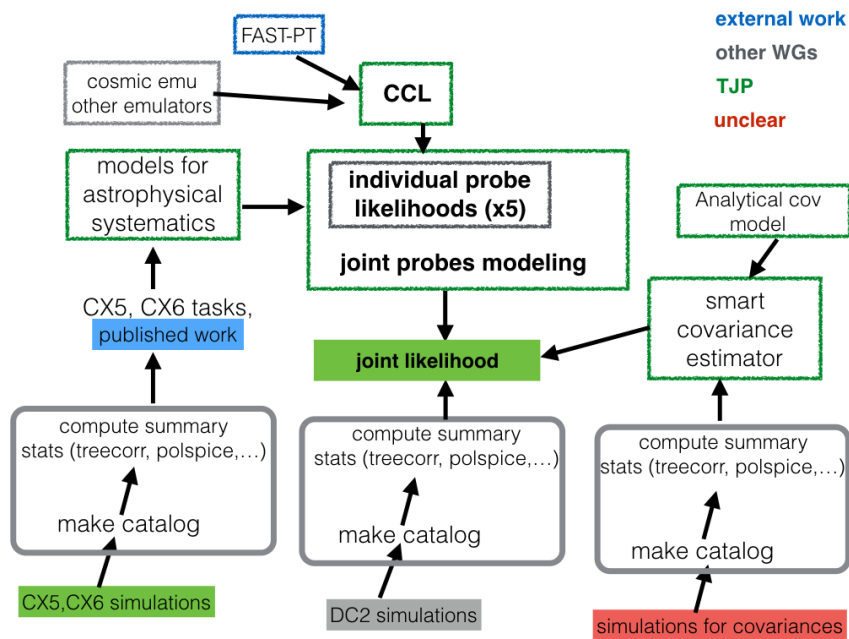 external work
other WGs
TJP
unclear
FAST-PT
cosmic emu
other emulators
CCL
models for
astrophysical
systematics
individual probe
likelihoods (x5)
joint probes modeling
Analytical cov
model
smart
covariance
estimator
CX5, CX6 tasks,
published work
joint likelihood
compute summary
stats (treecorr, polspice,…)
make catalog
CX5,CX6 simulations
compute summary
stats (treecorr, polspice,…)
make catalog
DC2 simulations
compute summary
stats (treecorr, polspice,…)
make catalog
simulations for covariances